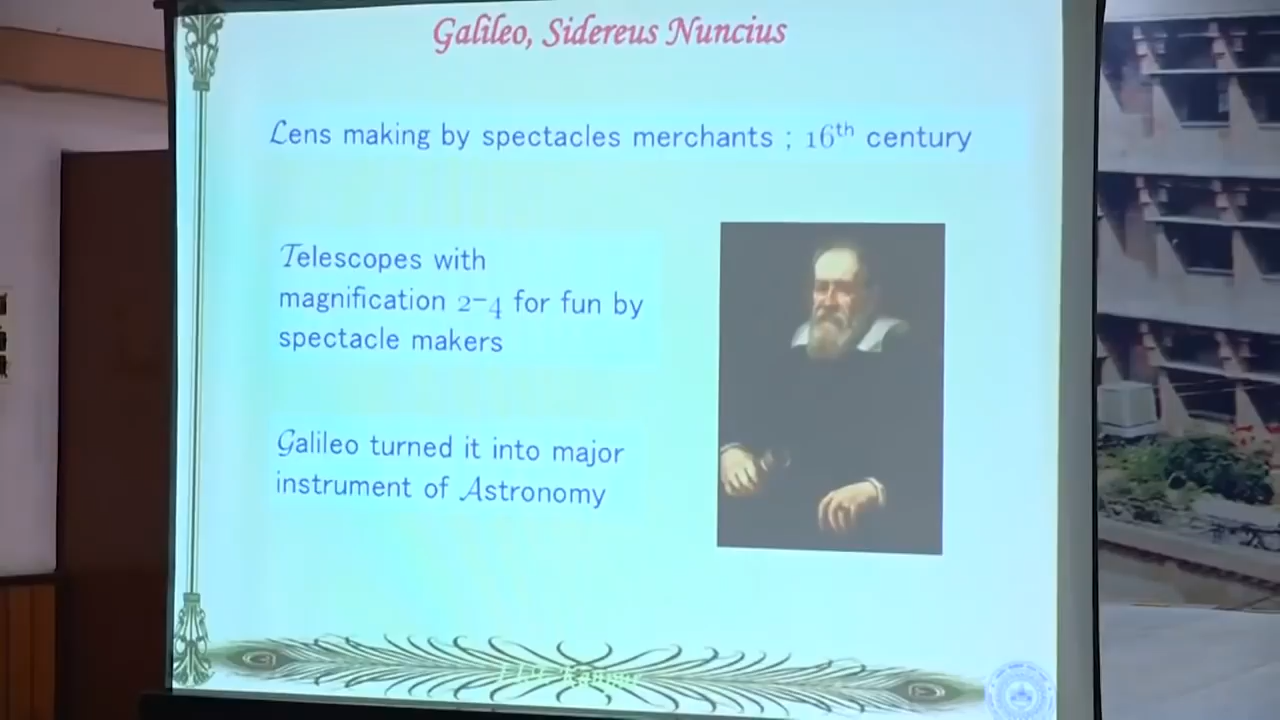 Galileo, Sidereus Nuncius
Lens making by spectacles merchants ; 16th century
Telescopes with
magnification 2–4 for fun by
spectacle makers
Galileo turned it into major
instrument of Astronomy